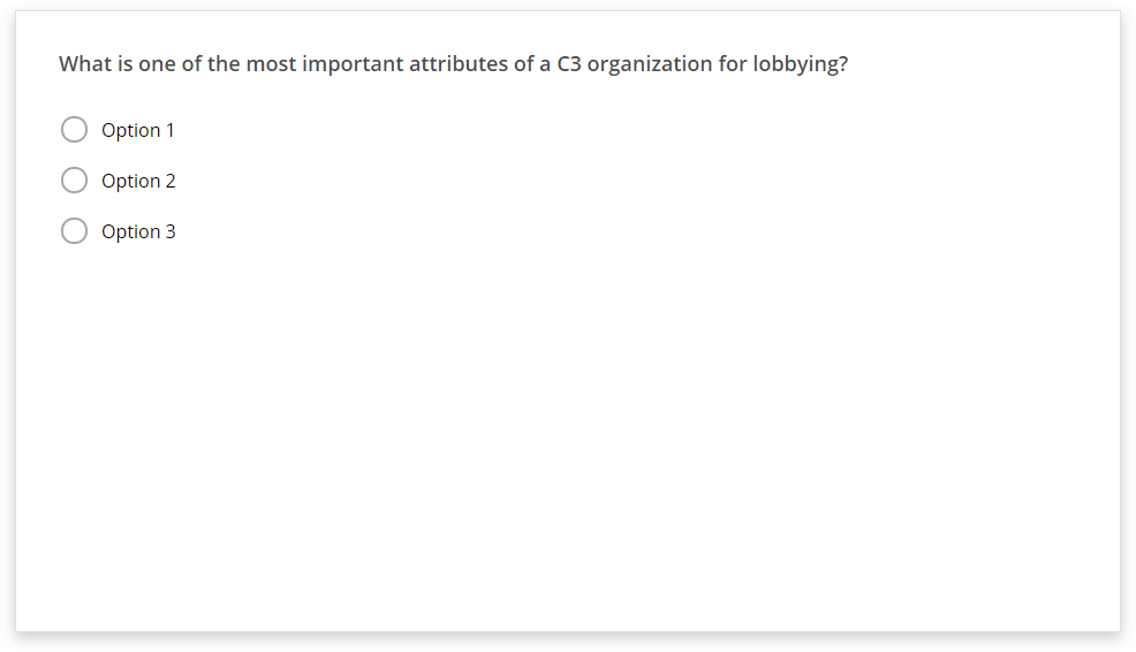 What is one of the most important attributes of a C3 organization for lobbying?
Option 1
Option 2
Option 3